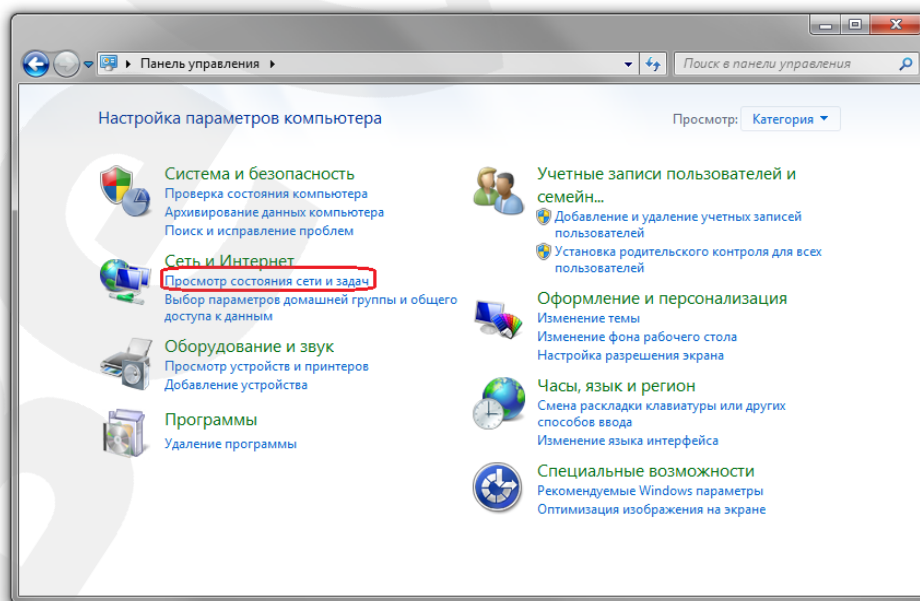 Панель управления
Поиск в панели управления
Настройка параметров компьютера
Просмотр: Категория
Система и безопасность
Проверка состояния компьютера
Архивирование данных компьютера
Поиск и исправление проблем
Сеть и Интернет
Просмотр состояния сети и задач
Выбор параметров домашней группы и общего
доступа к данным
Оборудование и звук
Просмотр устройств и принтеров
Добавление устройства
Программы
Удаление программы
Учетные записи пользователей и
семейн...
Добавление и удаление учетных записей
пользователей
Установка родительского контроля для всех
пользователей
Оформление и персонализация
Изменение темы
Изменение фона рабочего стола
Настройка разрешения экрана
Часы, язык и регион
Смена раскладки клавиатуры или других
способов ввода
Изменение языка интерфейса
Специальные возможности
Рекомендуемые Windows параметры
Оптимизация изображения на экране